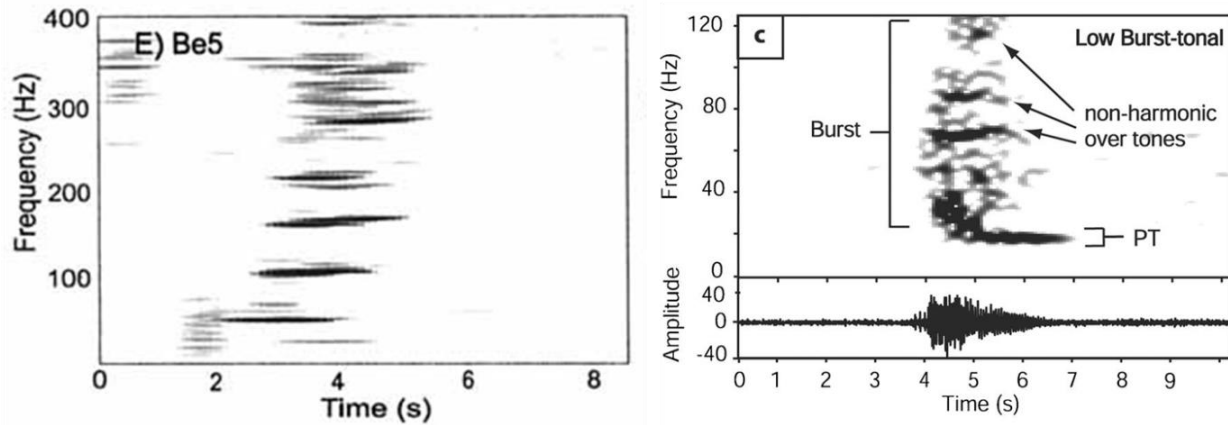 E) Be5
Frequency (Hz)
400
300
200
100
0
2
4
6
8
Time (s)
c
Low Burst-tonal
Frequency (Hz)
120
80
40
0
Burst
non-harmonic
over tones
PT
Amplitude
40
0
-40
0 1 2 3 4 5 6 7 8 9
Time (s)